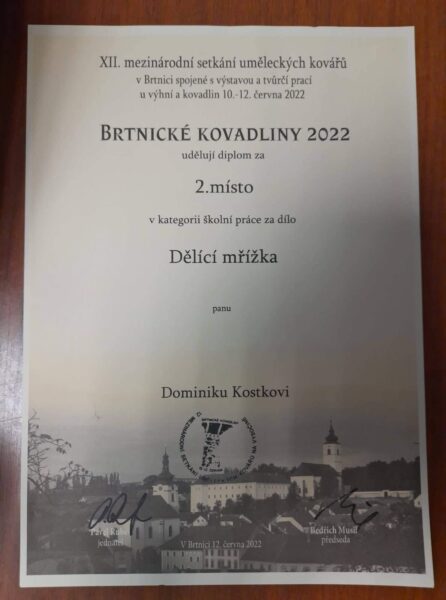 XII. mezinárodní setkání uměleckých kovářů
v Brtnici spojené s výstavou a tvůrčí prací
u výhní a kovadlin 10.-12. června 2022
BRTNICKÉ KOVADLINY 2022
udělují diplom za
2.místo
v kategorii školní práce za dílo
Dělící mřížka
panu
Dominiku Kostkovi
Pavel
jednatel
Bedřich Musil
předseda
V Brtnici 12. června 2022